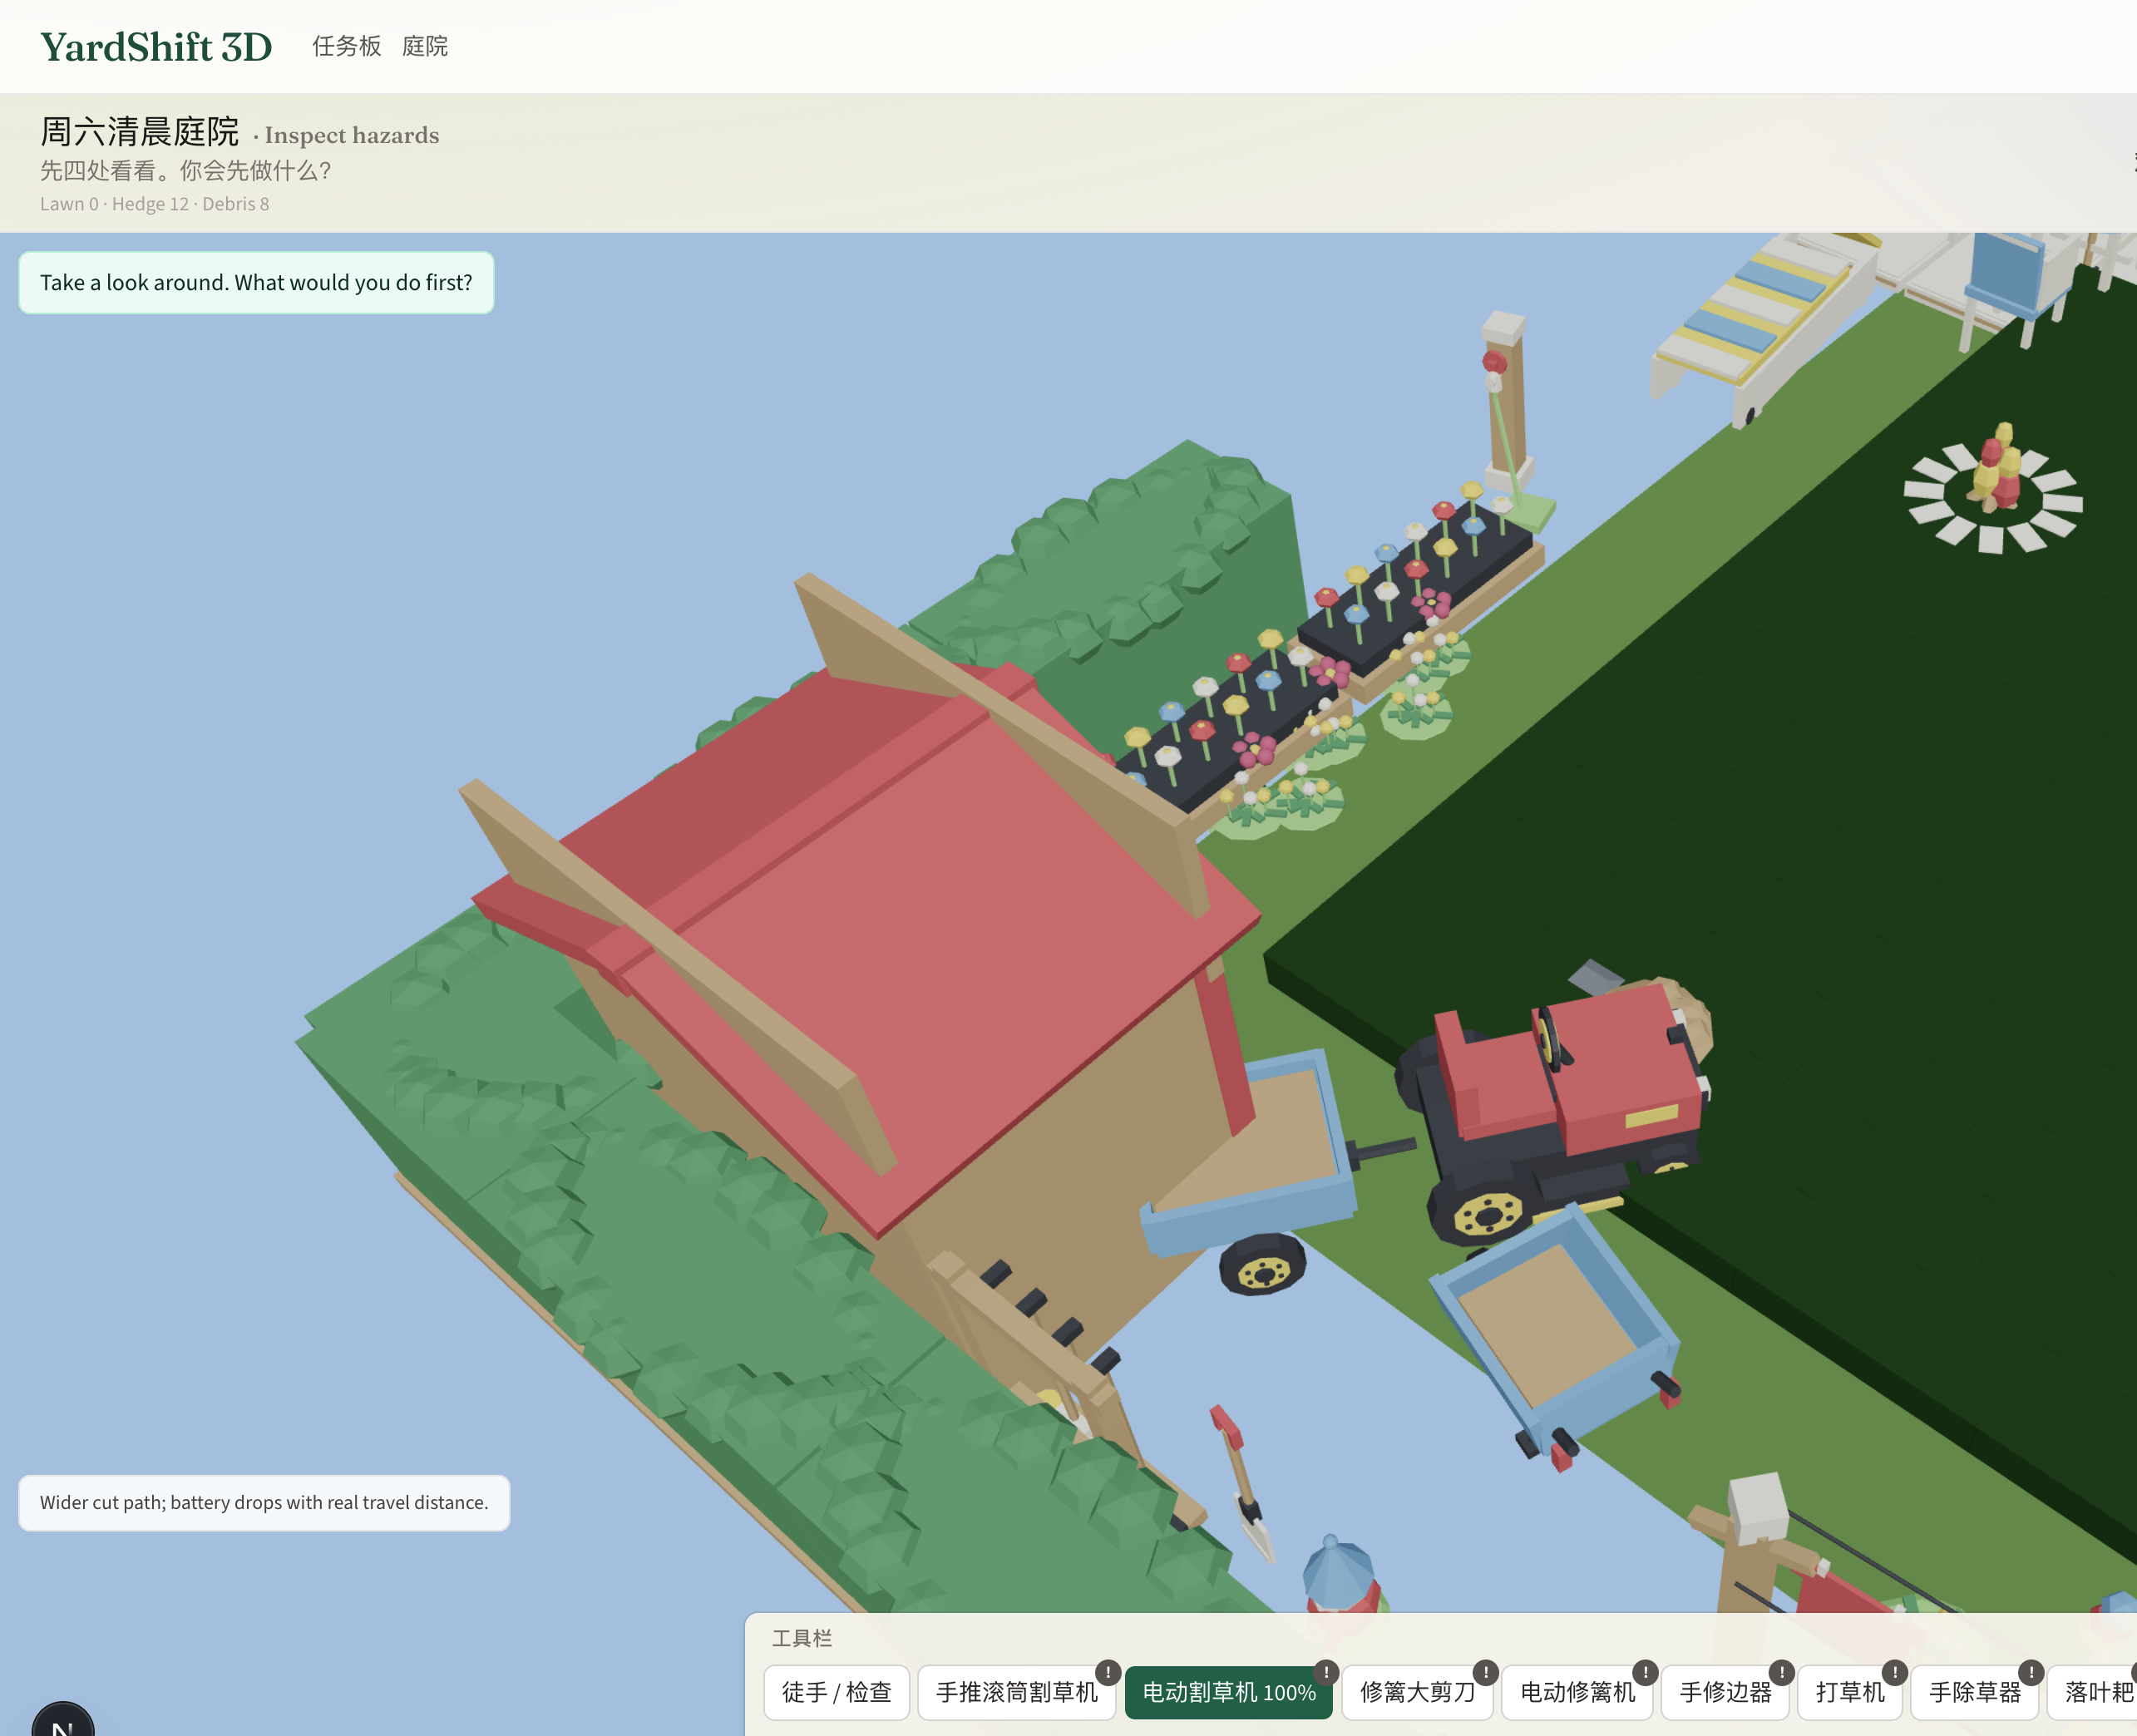 YardShift 3D 任务板 庭院
周六清晨庭院 · Inspect hazards
先四处看看。你会先做什么?
Lawn 0 · Hedge 12 · Debris 8
Take a look around. What would you do first?
Wider cut path; battery drops with real travel distance.
工具栏
徒手 / 检查 手推滚筒割草机 ! 电动割草机 100% ! 修篱大剪刀 ! 电动修篱机 ! 手修边器 ! 打草机 ! 手除草器 ! 落叶耙
N